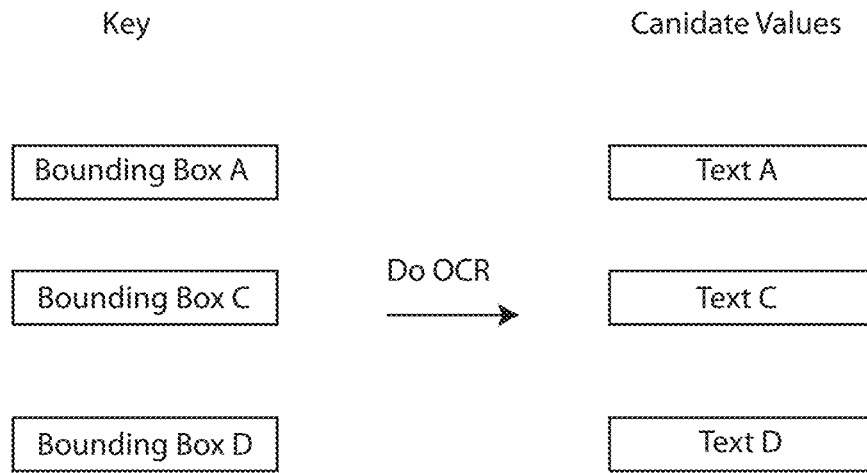 Key
Canidate Values
Bounding Box A
Text A
Bounding Box C
Do OCR
Text C
Bounding Box D
Text D